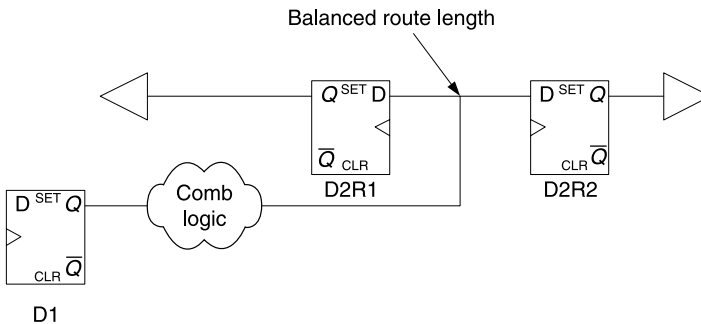 Balanced route length
Q SET D
Q̅ CLR
D2R1
D SET Q
CLR Q̅
D2R2
Comb
logic
D SET Q
CLR Q̅
D1